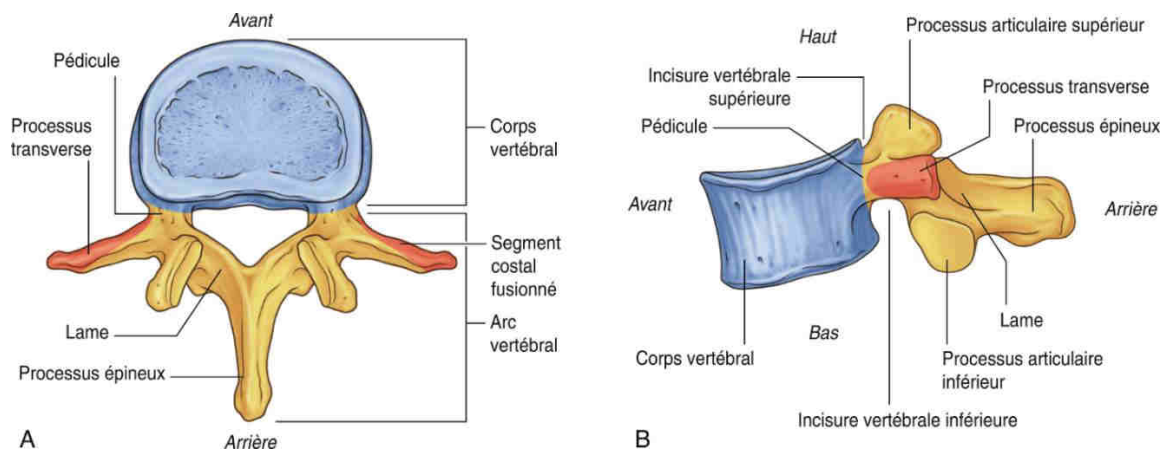 Avant
Pédicule
Processus
transverse
Corps
vertébral
Segment
costal
fusionné
Lame
Arc
vertébral
Processus épineux
A
Arrière
Processus articulaire supérieur
Haut
Incisure vertébrale
supérieure
Processus transverse
Pédicule
Processus épineux
Avant
Arrière
Lame
Bas
Corps vertébral
Processus articulaire
inférieur
Incisure vertébrale inférieure
B